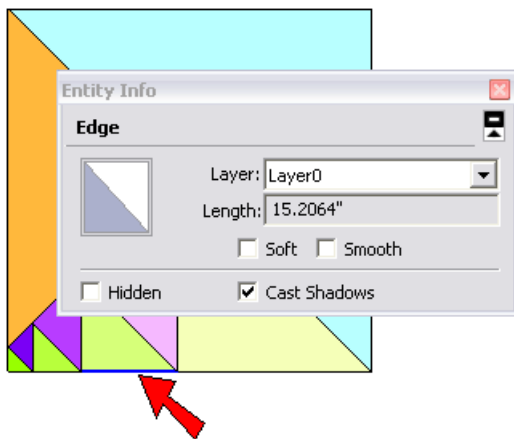 Entity Info
Edge
Layer: Layer0
Length: 15.2064"
Soft Smooth
Hidden Cast Shadows